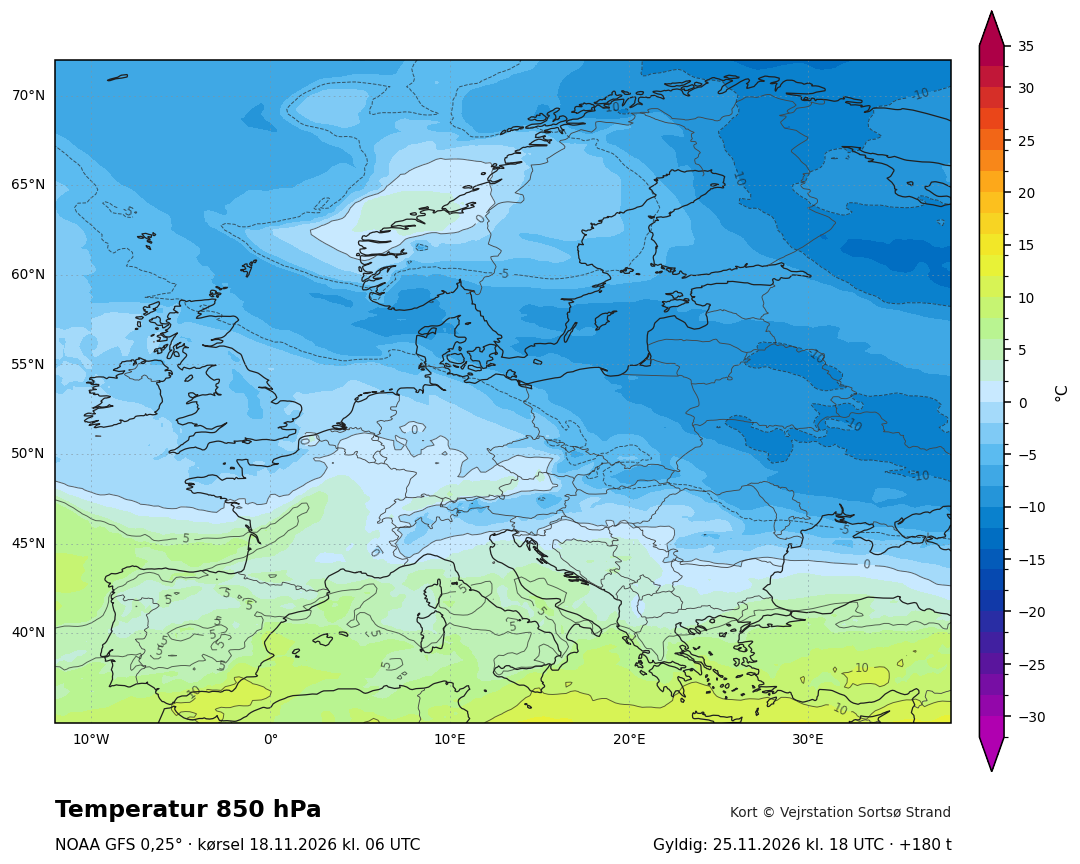 70°N
65°N
60°N
55°N
50°N
45°N
40°N
10°W 0° 10°E 20°E 30°E
35
30
25
20
15
10
5
0
−5
−10
−15
−20
−25
−30
°C
Temperatur 850 hPa
Kort © Vejrstation Sortsø Strand
NOAA GFS 0,25° · kørsel 18.11.2026 kl. 06 UTC
Gyldig: 25.11.2026 kl. 18 UTC · +180 t